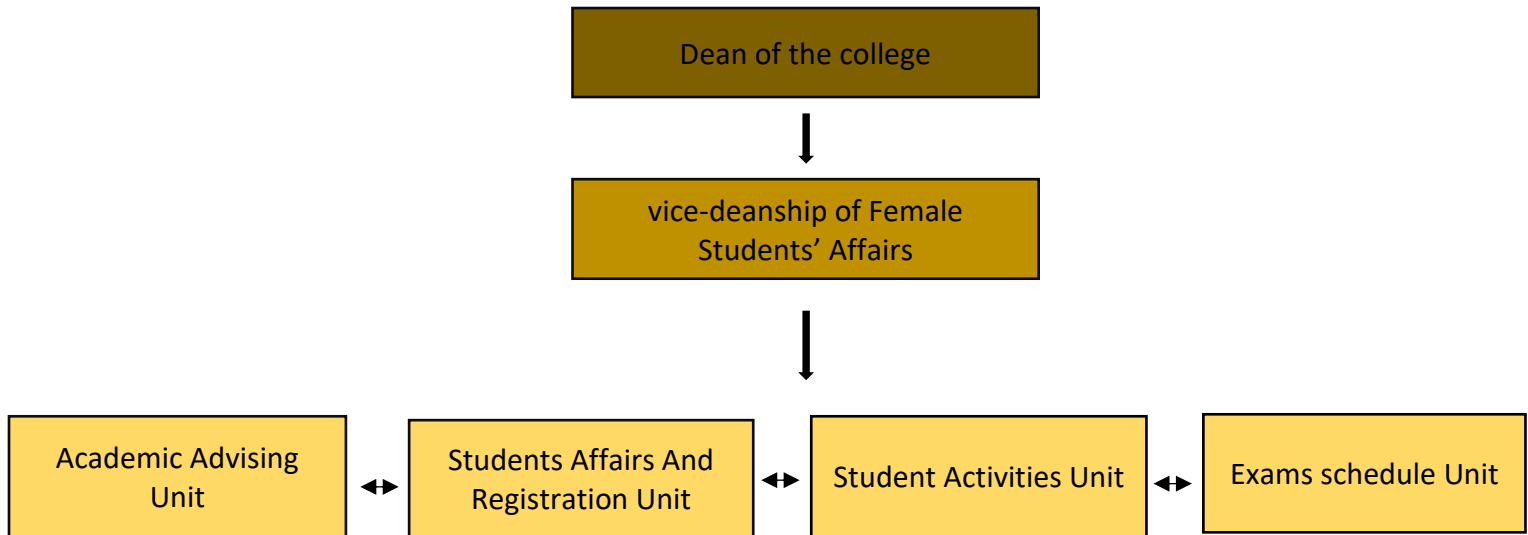 Dean of the college
vice-deanship of Female
Students’ Affairs
Academic Advising
Unit
Students Affairs And
Registration Unit
Student Activities Unit
Exams schedule Unit